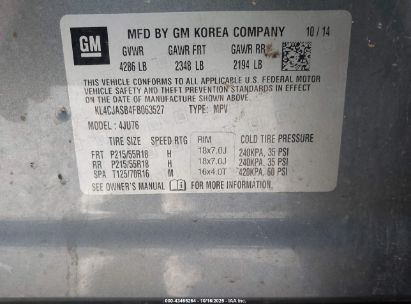 GM
MFD BY GM KOREA COMPANY 10/14
GVWR GAWR FRT GAWR RR
4286 LB 2348 LB 2194 LB
THIS VEHICLE CONFORMS TO ALL APPLICABLE U.S. FEDERAL MOTOR
VEHICLE SAFETY AND THEFT PREVENTION STANDARDS IN EFFECT
ON THE DATE OF MANUFACTURE SHOWN ABOVE.
KL4CJASB4FB063527 TYPE: MPV
MODEL: 4JU76
TIRE SIZE SPEED RTG RIM COLD TIRE PRESSURE
FRT P215/55R18 H 18x7.0J 240KPA, 35 PSI
RR P215/55R18 H 18x7.0J 240KPA, 35 PSI
SPA T125/70R16 M 16x4.0T 420KPA, 60 PSI
SEE OWNER'S MANUAL FOR MORE INFORMATION